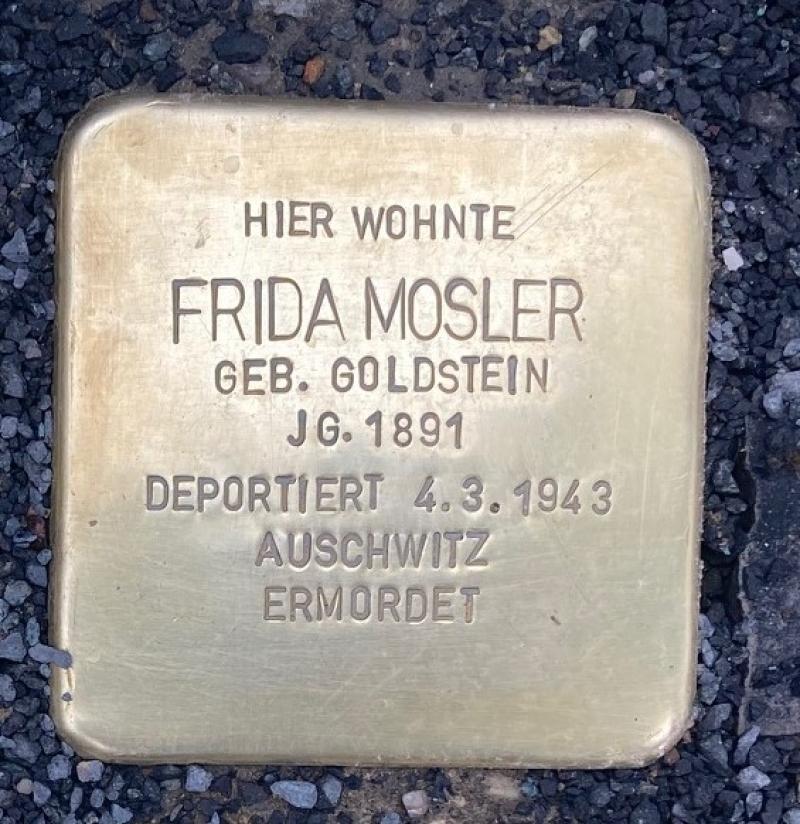 HIER WOHNTE
FRIDA MOSLER
GEB. GOLDSTEIN
JG. 1891
DEPORTIERT 4.3.1943
AUSCHWITZ
ERMORDET